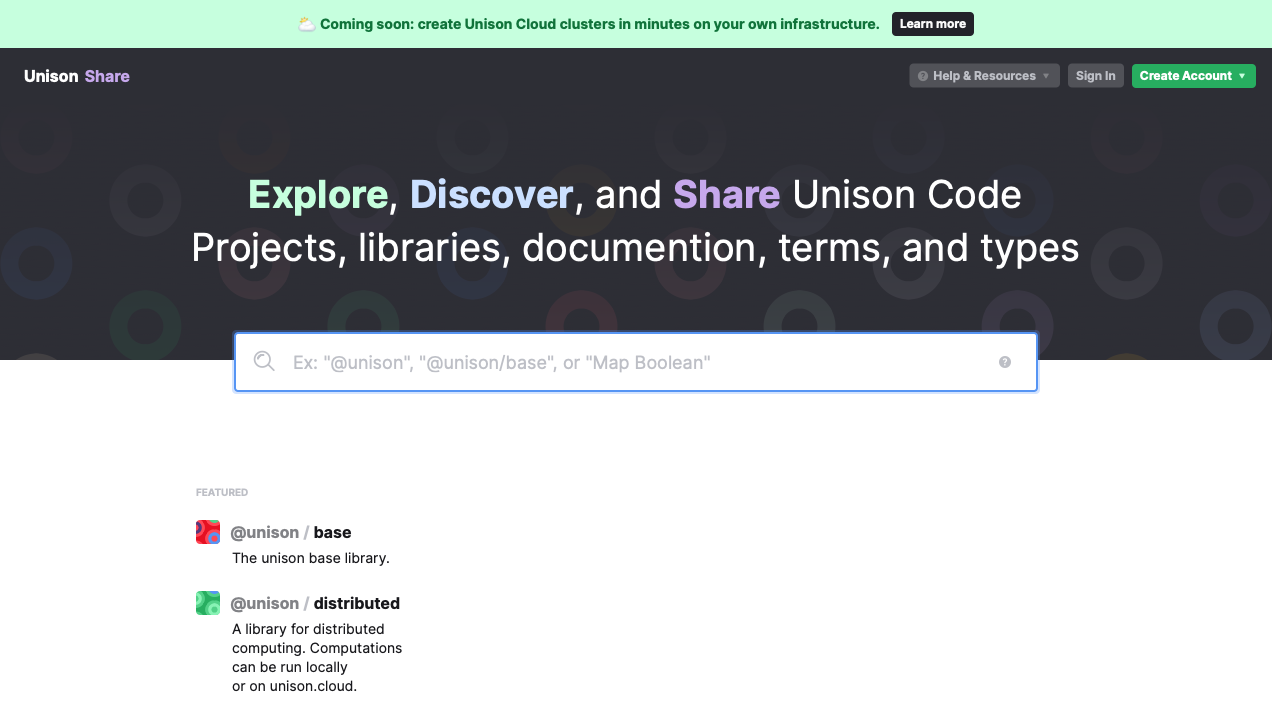 Coming soon: create Unison Cloud clusters in minutes on your own infrastructure. Learn more
Unison Share
? Help & Resources ▼ Sign In Create Account ▼
Explore, Discover, and Share Unison Code
Projects, libraries, documention, terms, and types
Ex: "@unison", "@unison/base", or "Map Boolean" ?
FEATURED
@unison / base
The unison base library.
@unison / distributed
A library for distributed
computing. Computations
can be run locally
or on unison.cloud.